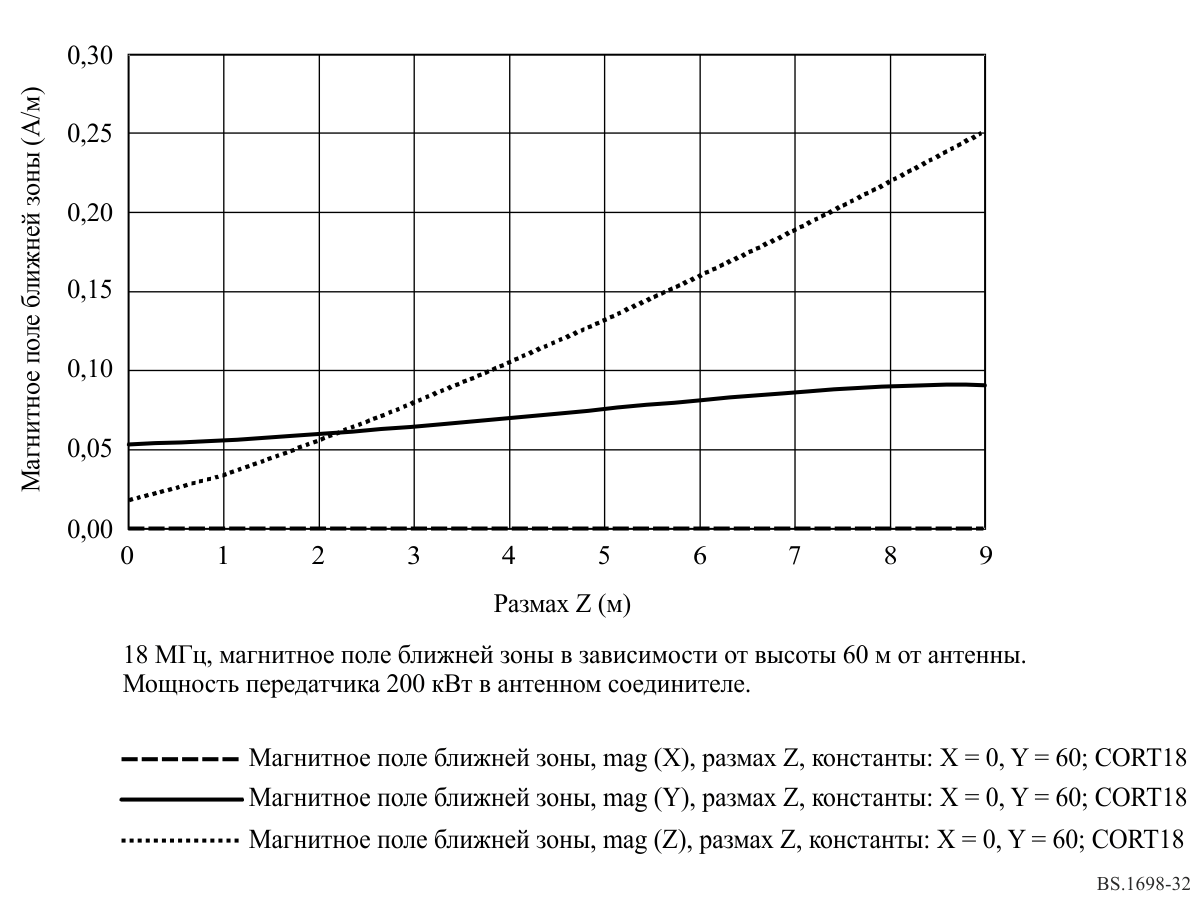 0,30
0,25
0,20
0,15
0,10
0,05
0,00
Магнитное поле ближней зоны (А/м)
0 1 2 3 4 5 6 7 8 9
Размах Z (м)
18 МГц, магнитное поле ближней зоны в зависимости от высоты 60 м от антенны.
Мощность передатчика 200 кВт в антенном соединителе.
Магнитное поле ближней зоны, mag (X), размах Z, константы: X = 0, Y = 60; CORT18
Магнитное поле ближней зоны, mag (Y), размах Z, константы: X = 0, Y = 60; CORT18
Магнитное поле ближней зоны, mag (Z), размах Z, константы: X = 0, Y = 60; CORT18
BS.1698-32